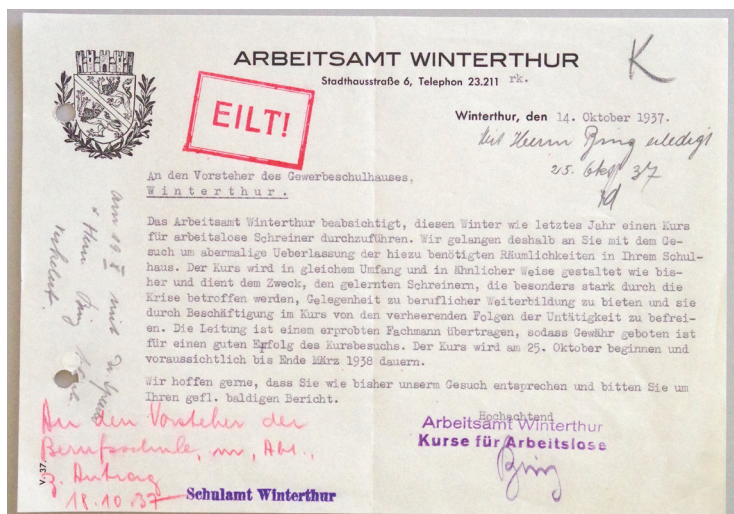 ARBEITSAMT WINTERTHUR
Stadthausstraße 6, Telephon 23.211 rk.
K
EILT!
Winterthur, den 14. Oktober 1937.
Mit Herrn Bing erledigt
25. Okt 37
An den Vorsteher des Gewerbeschulhauses,
Winterthur.
Das Arbeitsamt Winterthur beabsichtigt, diesen Winter wie letztes Jahr einen Kurs
für arbeitslose Schreiner durchzuführen. Wir gelangen deshalb an Sie mit dem Ge-
such um abermalige Ueberlassung der hiezu benötigten Räumlichkeiten in Ihrem Schul-
haus. Der Kurs wird in gleichem Umfang und in ähnlicher Weise gestaltet wie bis-
her und dient dem Zweck, den gelernten Schreinern, die besonders stark durch die
Krise betroffen werden, Gelegenheit zu beruflicher Weiterbildung zu bieten und sie
durch Beschäftigung im Kurs von den verheerenden Folgen der Untätigkeit zu befrei-
en. Die Leitung ist einem erprobten Fachmann übertragen, sodass Gewähr geboten ist
für einen guten Erfolg des Kursbesuchs. Der Kurs wird am 25. Oktober beginnen und
voraussichtlich bis Ende März 1938 dauern.
Wir hoffen gerne, dass Sie wie bisher unserm Gesuch entsprechen und bitten Sie um
Ihren gefl. baldigen Bericht.
Hochachtend
Arbeitsamt Winterthur
Kurse für Arbeitslose
Bing
An den Vorsteher der
Berufsschule, m, Abt.,
z. Antrag
18.10.37
Schulamt Winterthur
V. 37.